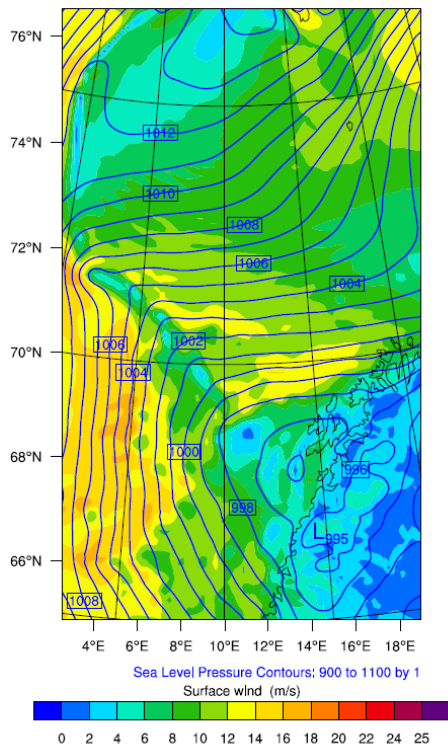 76°N
74°N
72°N
70°N
68°N
66°N
1012
1010
1008
1006
1004
1002
1006
1004
1000
996
998
L995
1008
4°E 6°E 8°E 10°E 12°E 14°E 16°E 18°E
Sea Level Pressure Contours: 900 to 1100 by 1
Surface wind (m/s)
0 2 4 6 8 10 12 14 16 18 20 22 24 25